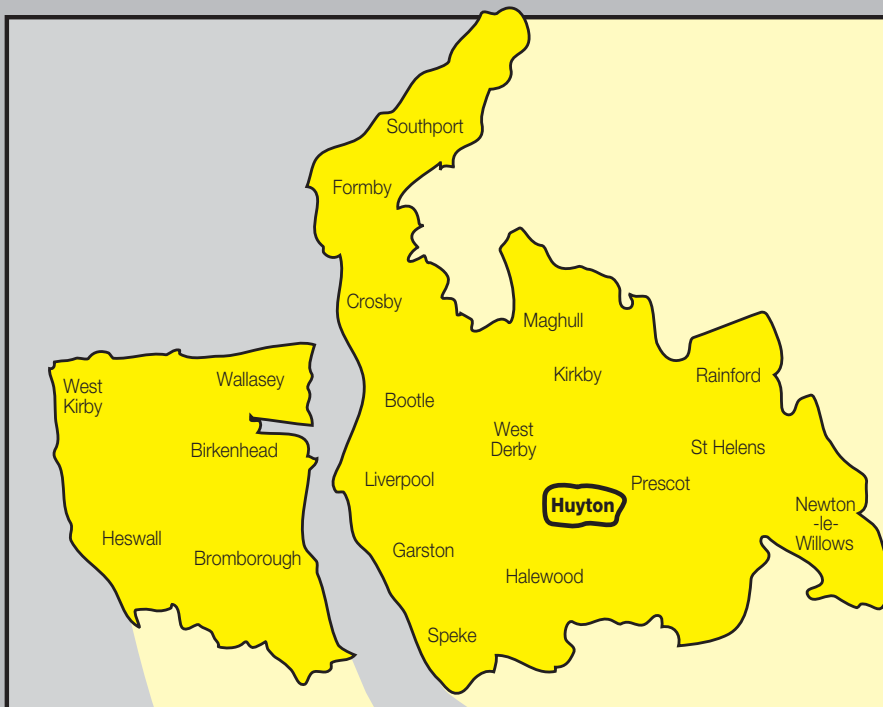 Southport
Formby
Crosby
Maghull
Kirkby
Rainford
West
Kirby
Wallasey
Bootle
West
Derby
Birkenhead
St Helens
Liverpool
Prescot
Huyton
Newton
-le-
Willows
Heswall
Bromborough
Garston
Halewood
Speke